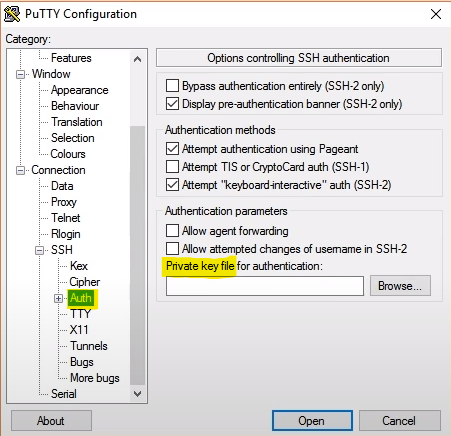 PuTTY Configuration
Category:
Features
Window
Appearance
Behaviour
Translation
Selection
Colours
Connection
Data
Proxy
Telnet
Rlogin
SSH
Kex
Cipher
Auth
TTY
X11
Tunnels
Bugs
More bugs
Serial
Options controlling SSH authentication
Bypass authentication entirely (SSH-2 only)
Display pre-authentication banner (SSH-2 only)
Authentication methods
Attempt authentication using Pageant
Attempt TIS or CryptoCard auth (SSH-1)
Attempt "keyboard-interactive" auth (SSH-2)
Authentication parameters
Allow agent forwarding
Allow attempted changes of username in SSH-2
Private key file for authentication:
Browse...
About
Open
Cancel